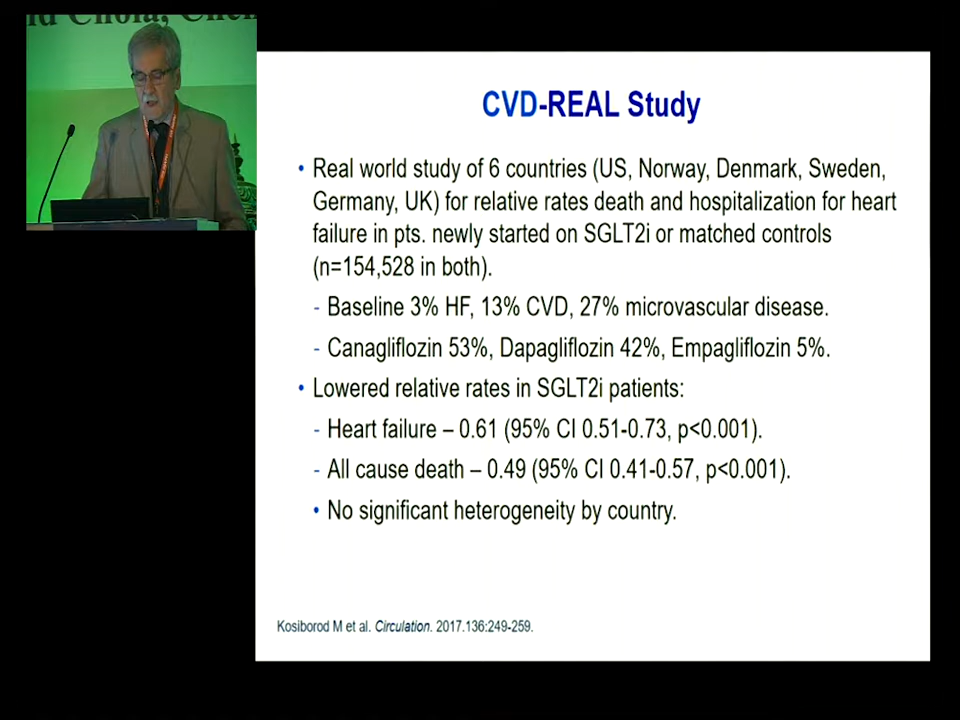 Chola,
CVD-REAL Study
• Real world study of 6 countries (US, Norway, Denmark, Sweden,
Germany, UK) for relative rates death and hospitalization for heart
failure in pts. newly started on SGLT2i or matched controls
(n=154,528 in both).
- Baseline 3% HF, 13% CVD, 27% microvascular disease.
- Canagliflozin 53%, Dapagliflozin 42%, Empagliflozin 5%.
• Lowered relative rates in SGLT2i patients:
- Heart failure – 0.61 (95% CI 0.51-0.73, p<0.001).
- All cause death – 0.49 (95% CI 0.41-0.57, p<0.001).
• No significant heterogeneity by country.
Kosiborod M et al. Circulation. 2017.136:249-259.